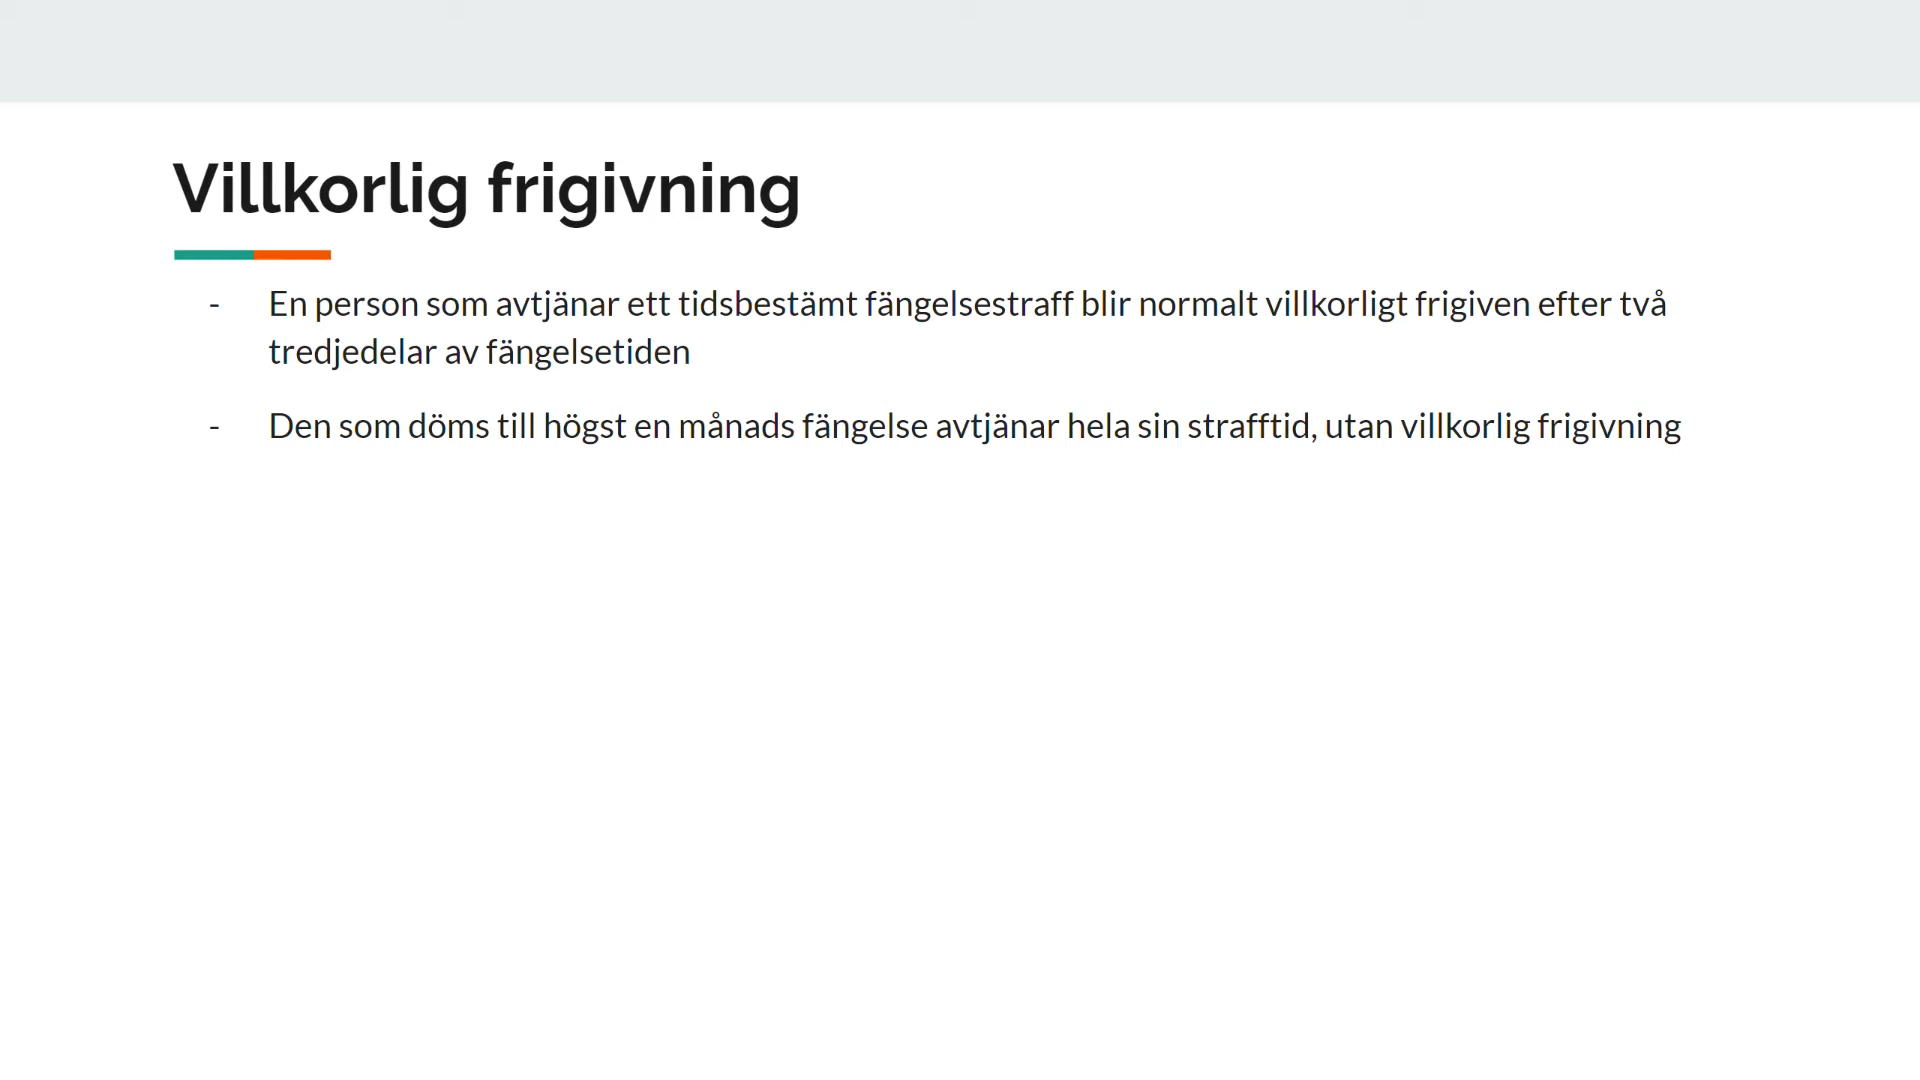 Villkorlig frigivning
- En person som avtjänar ett tidsbestämt fängelsestraff blir normalt villkorligt frigiven efter två
tredjedelar av fängelsetiden
- Den som döms till högst en månads fängelse avtjänar hela sin strafftid, utan villkorlig frigivning